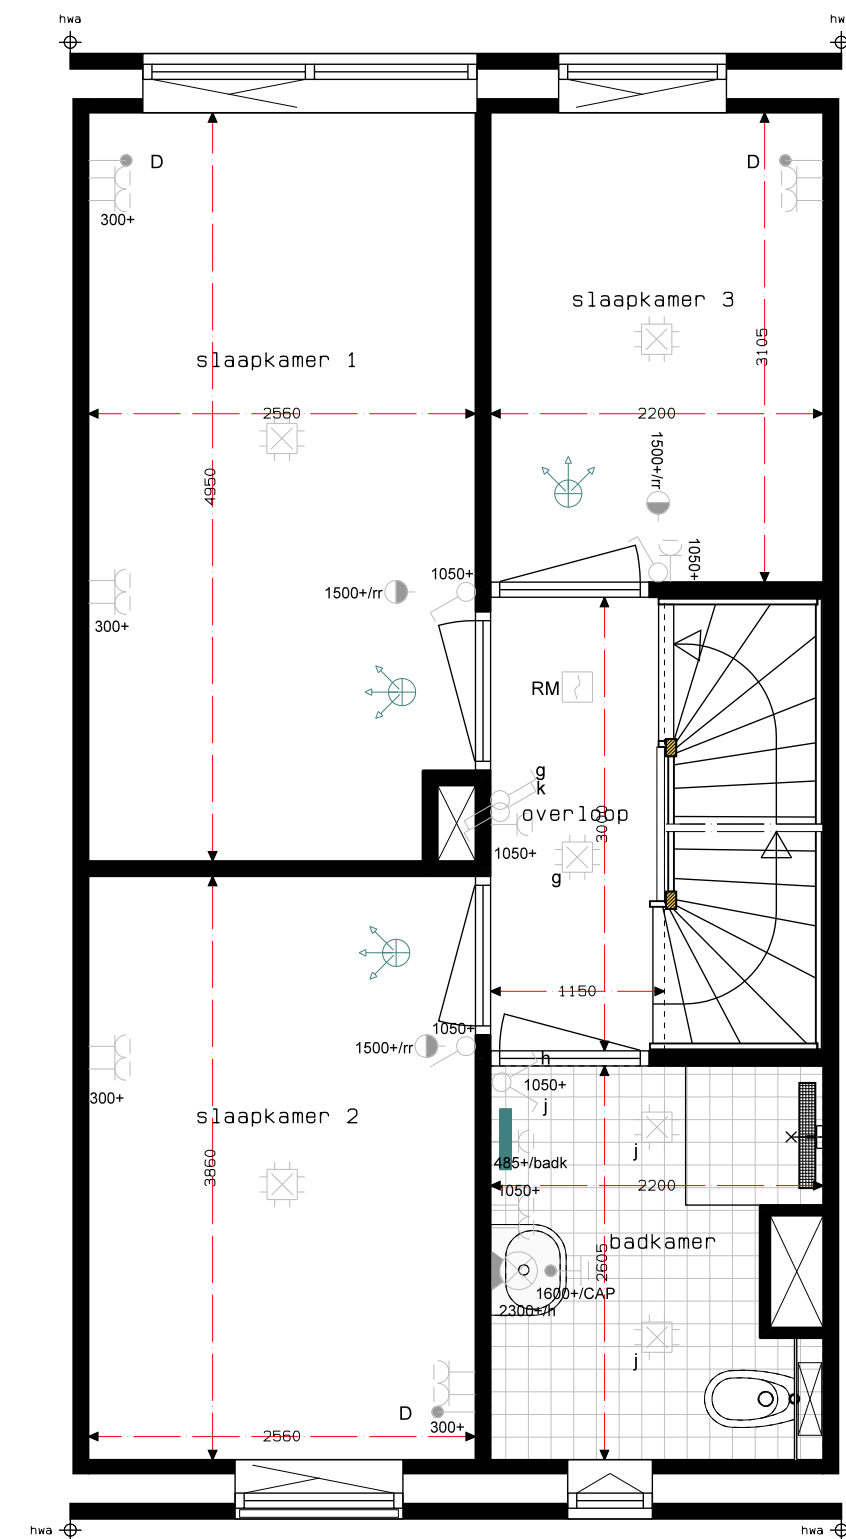 hwa
hw
D
D
300+
slaapkamer 3
3105
slaapkamer 1
2560
2200
1500+/rr
4950
1050+
1050+
1500+/rr
300+
RM
g
k
overloop
3000
1050+
g
1150
1050+
1500+/rr
h
1050+
300+
j
slaapkamer 2
j
485+/badk
3860
1050+
2200
badkamer
2605
1600+/CAP
2300+/h
j
D
300+
2560
hwa
hwa